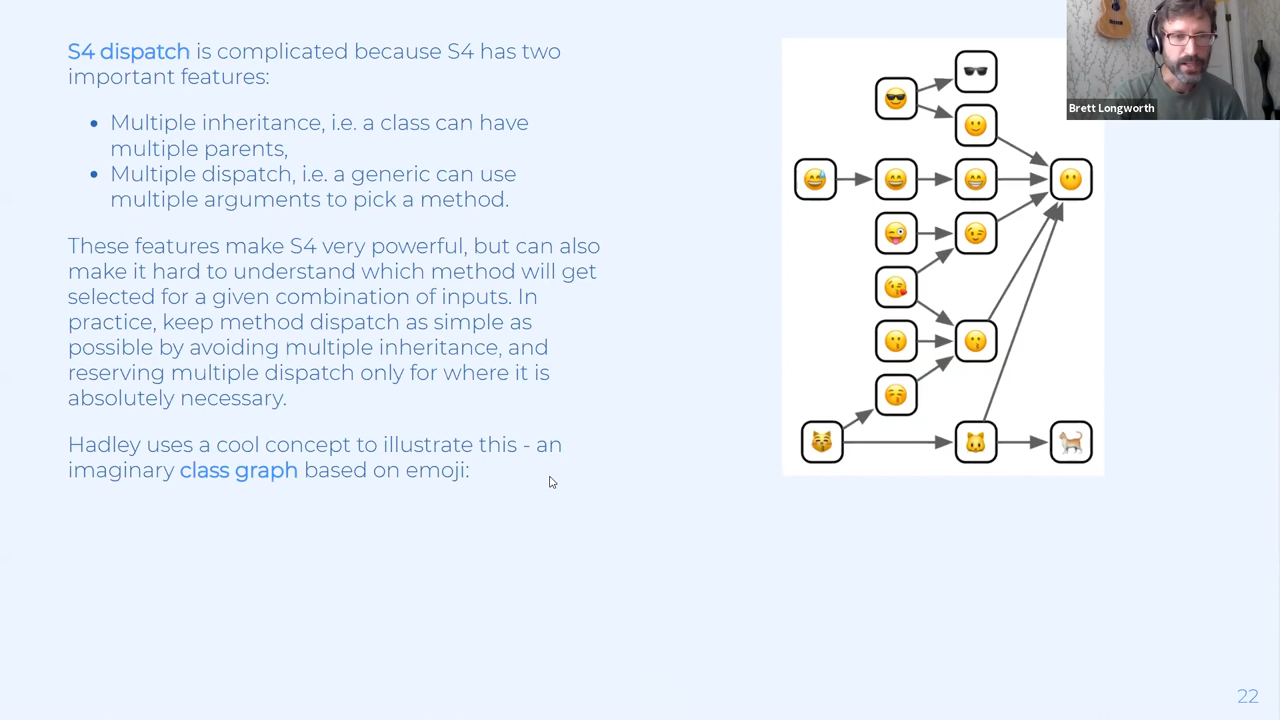 S4 dispatch is complicated because S4 has two
important features:
• Multiple inheritance, i.e. a class can have
multiple parents,
• Multiple dispatch, i.e. a generic can use
multiple arguments to pick a method.
These features make S4 very powerful, but can also
make it hard to understand which method will get
selected for a given combination of inputs. In
practice, keep method dispatch as simple as
possible by avoiding multiple inheritance, and
reserving multiple dispatch only for where it is
absolutely necessary.
Hadley uses a cool concept to illustrate this - an
imaginary class graph based on emoji:
Brett Longworth
22